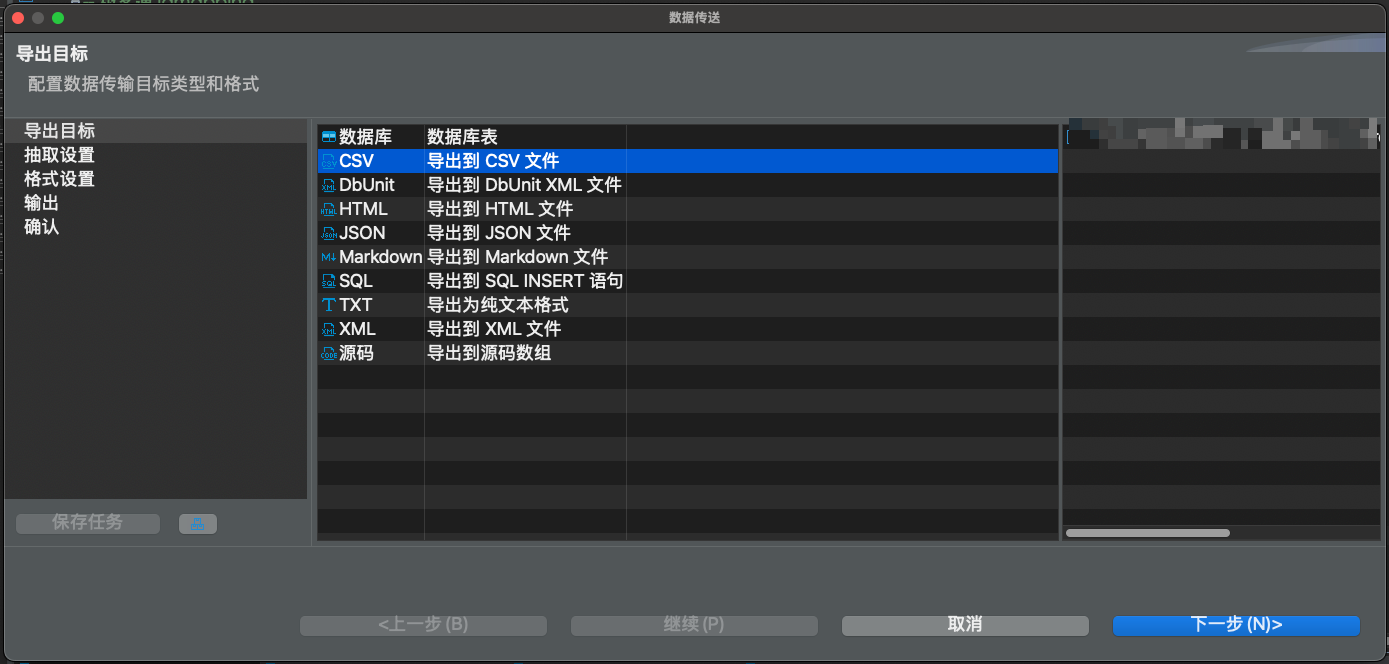 数据传送
导出目标
配置数据传输目标类型和格式
导出目标
抽取设置
格式设置
输出
确认
数据库 数据库表
CSV 导出到 CSV 文件
DbUnit 导出到 DbUnit XML 文件
HTML 导出到 HTML 文件
JSON 导出到 JSON 文件
Markdown 导出到 Markdown 文件
SQL 导出到 SQL INSERT 语句
TXT 导出为纯文本格式
XML 导出到 XML 文件
源码 导出到源码数组
保存任务
<上一步(B) 继续(P) 取消 下一步(N)>